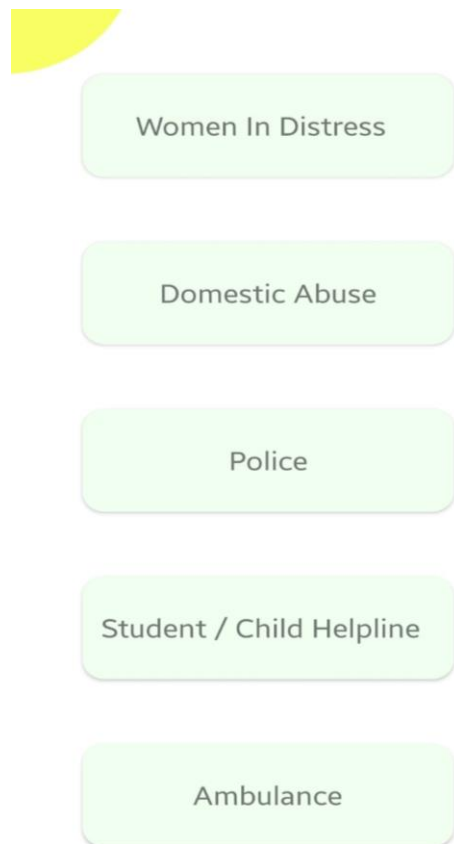 Women In Distress
Domestic Abuse
Police
Student / Child Helpline
Ambulance